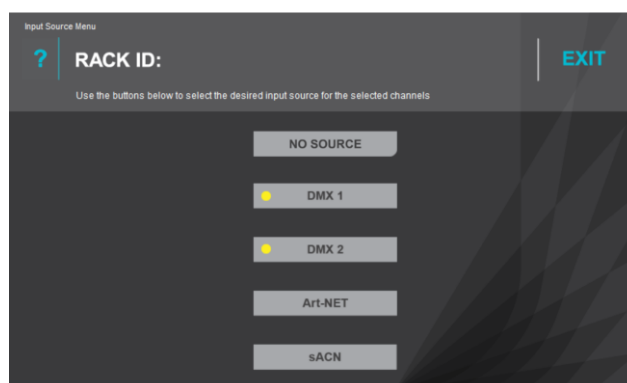 Input Source Menu
? RACK ID: EXIT
Use the buttons below to select the desired input source for the selected channels
NO SOURCE
DMX 1
DMX 2
Art-NET
sACN